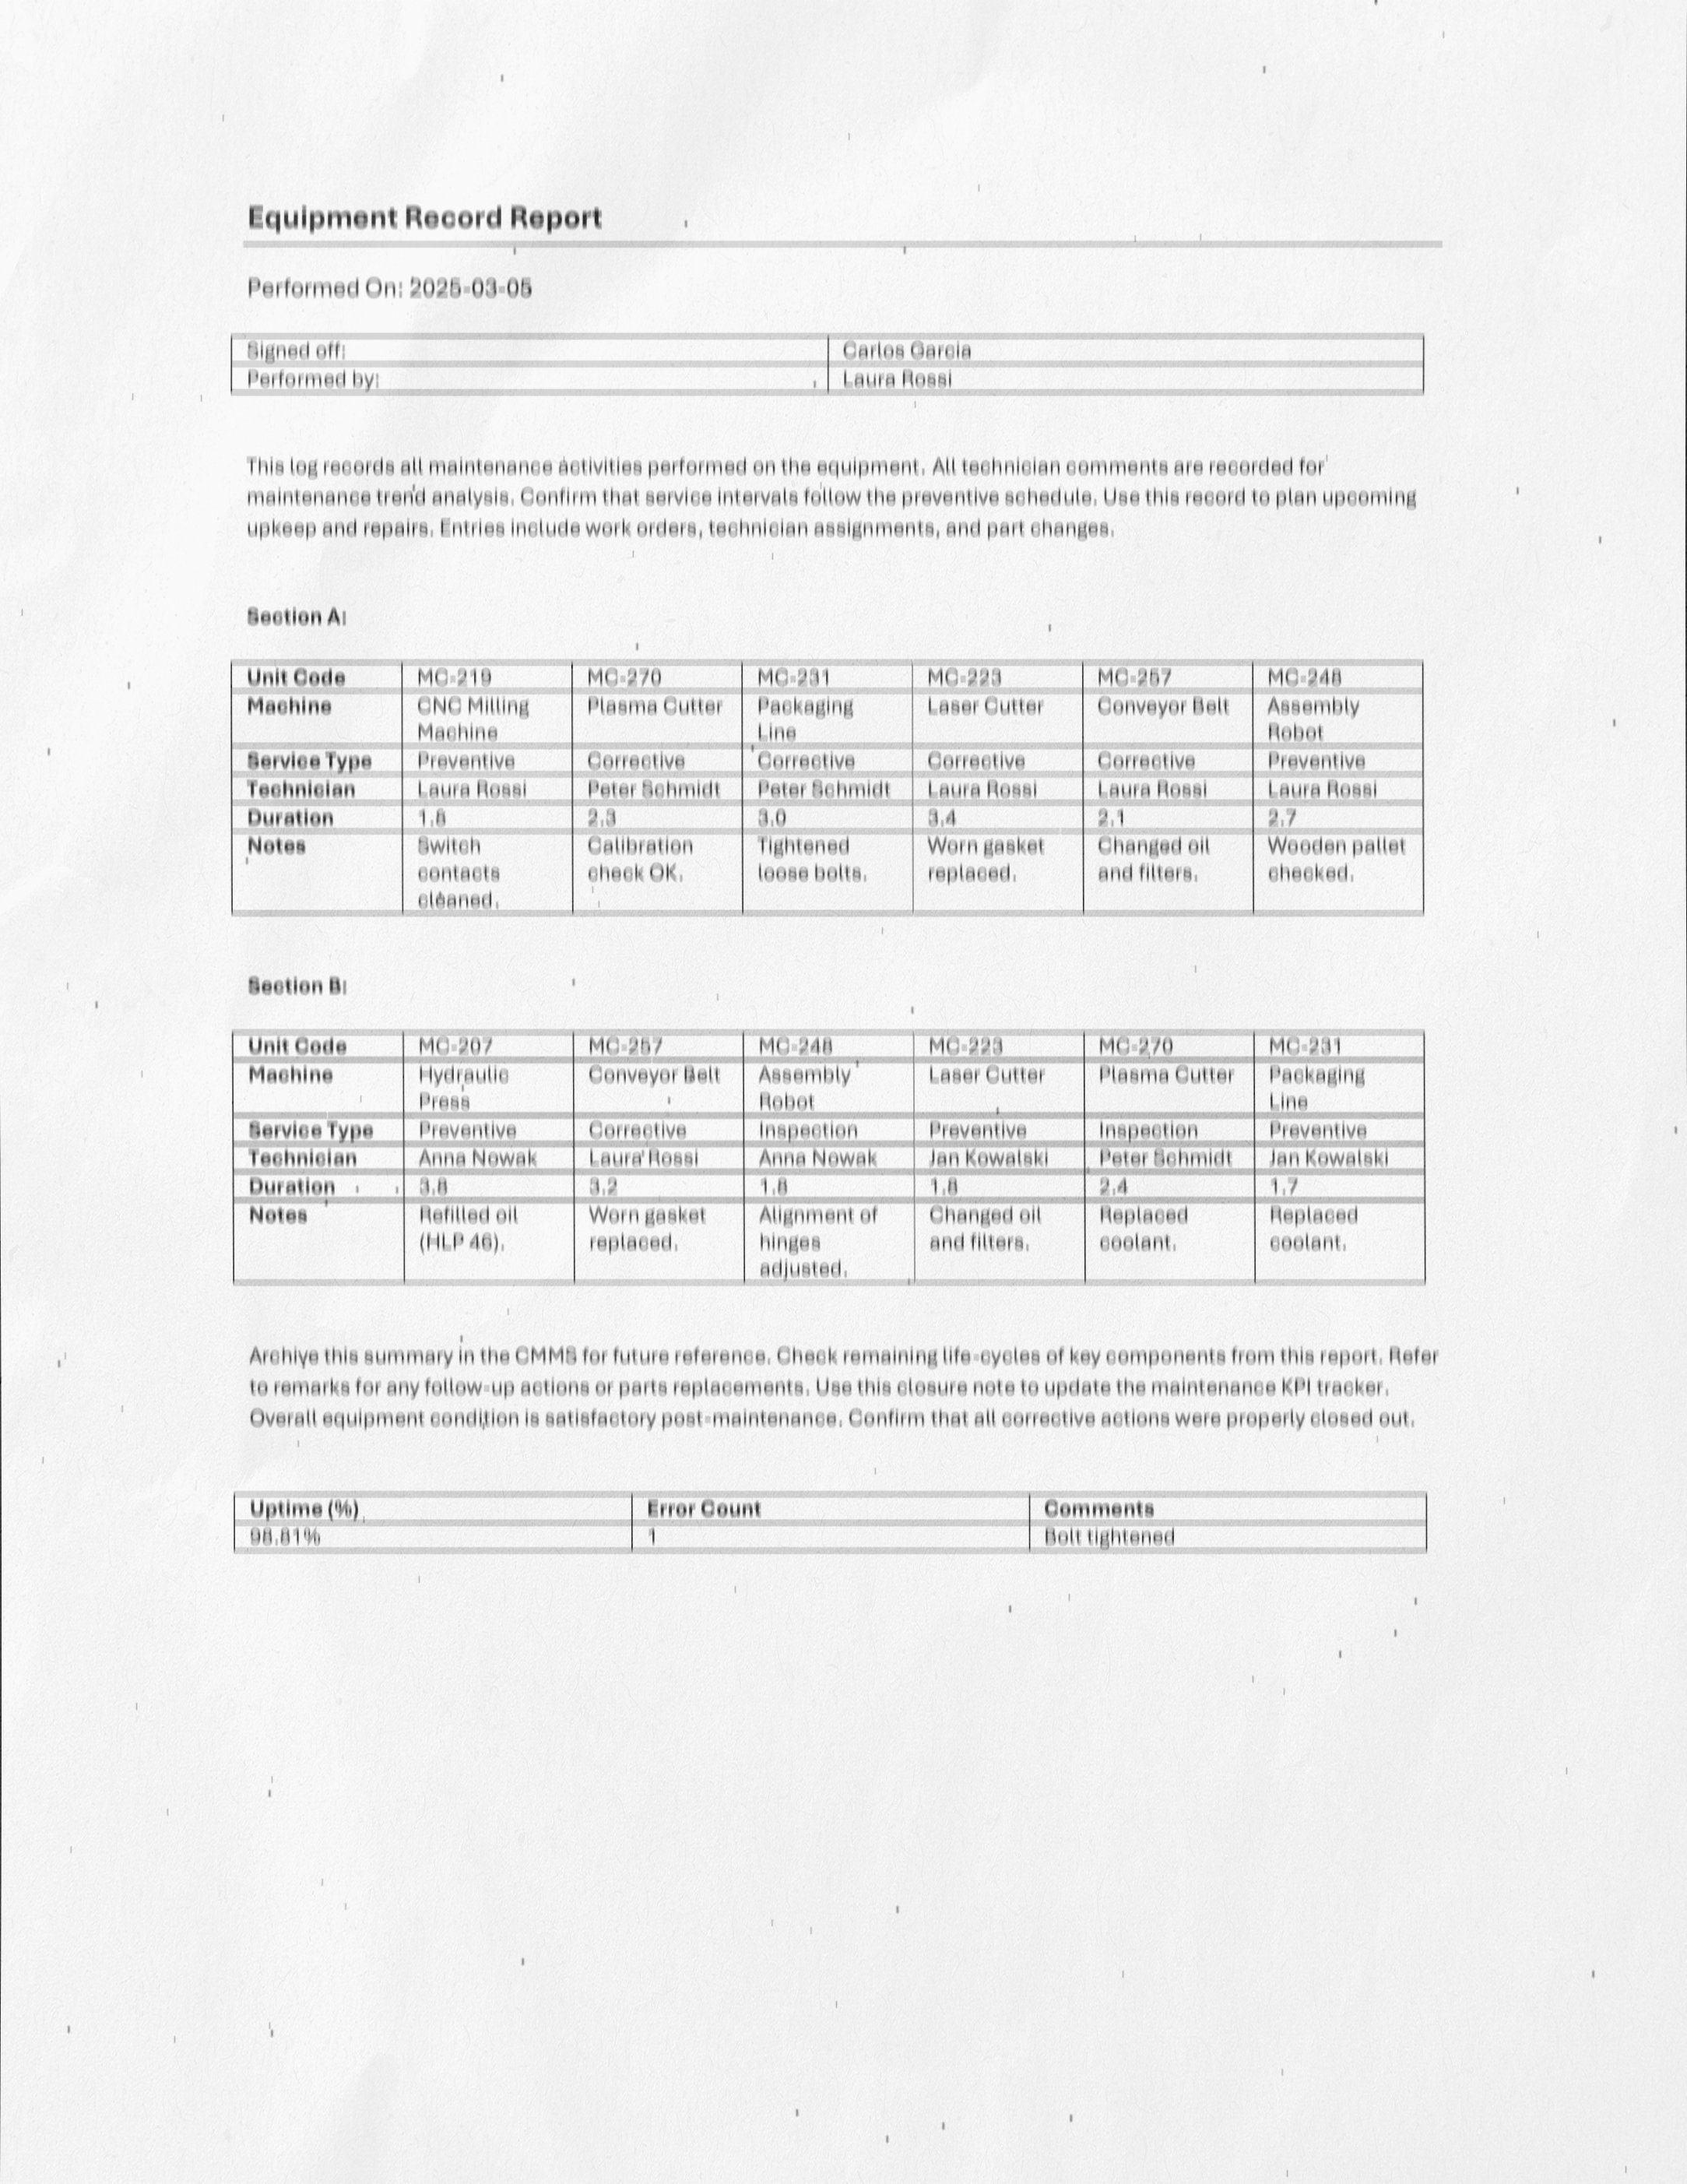 Equipment Record Report
Performed On: 2025-03-05
Signed off: Carlos Garcia
Performed by: Laura Rossi
This log records all maintenance activities performed on the equipment. All technician comments are recorded for
maintenance trend analysis. Confirm that service intervals follow the preventive schedule. Use this record to plan upcoming
upkeep and repairs. Entries include work orders, technician assignments, and part changes.
Section A:
Unit Code MC-219 MC-270 MC-231 MC-223 MC-257 MC-248
Machine CNC Milling Plasma Cutter Packaging Laser Cutter Conveyor Belt Assembly
Machine Line Robot
Service Type Preventive Corrective Corrective Corrective Corrective Preventive
Technician Laura Rossi Peter Schmidt Peter Schmidt Laura Rossi Laura Rossi Laura Rossi
Duration 2.3 3.0 3.4 2.1 2.7
Notes Switch Calibration Tightened Worn gasket Changed oil Wooden pallet
contacts check OK. loose bolts. replaced. and filters. checked.
cleaned.
Section B:
Unit Code MC-207 MC-257 MC-248 MC-223 MC-270 MC-231
Machine Hydraulic Conveyor Belt Assembly Laser Cutter Plasma Cutter Packaging
Press Robot Line
Service Type Preventive Corrective Inspection Preventive Inspection Preventive
Technician Anna Nowak Laura Rossi Anna Nowak Jan Kowalski Peter Schmidt Jan Kowalski
Duration 3.2 2.4 1.7
Notes Refilled oil Worn gasket Alignment of Changed oil Replaced Replaced
(HLP 46). replaced. hinges and filters. coolant. coolant.
adjusted.
Archive this summary in the CMMS for future reference. Check remaining life-cycles of key components from this report. Refer
to remarks for any follow-up actions or parts replacements. Use this closure note to update the maintenance KPI tracker.
Overall equipment condition is satisfactory post-maintenance. Confirm that all corrective actions were properly closed out.
Uptime (%) Error Count Comments
98.81% 1 Bolt tightened